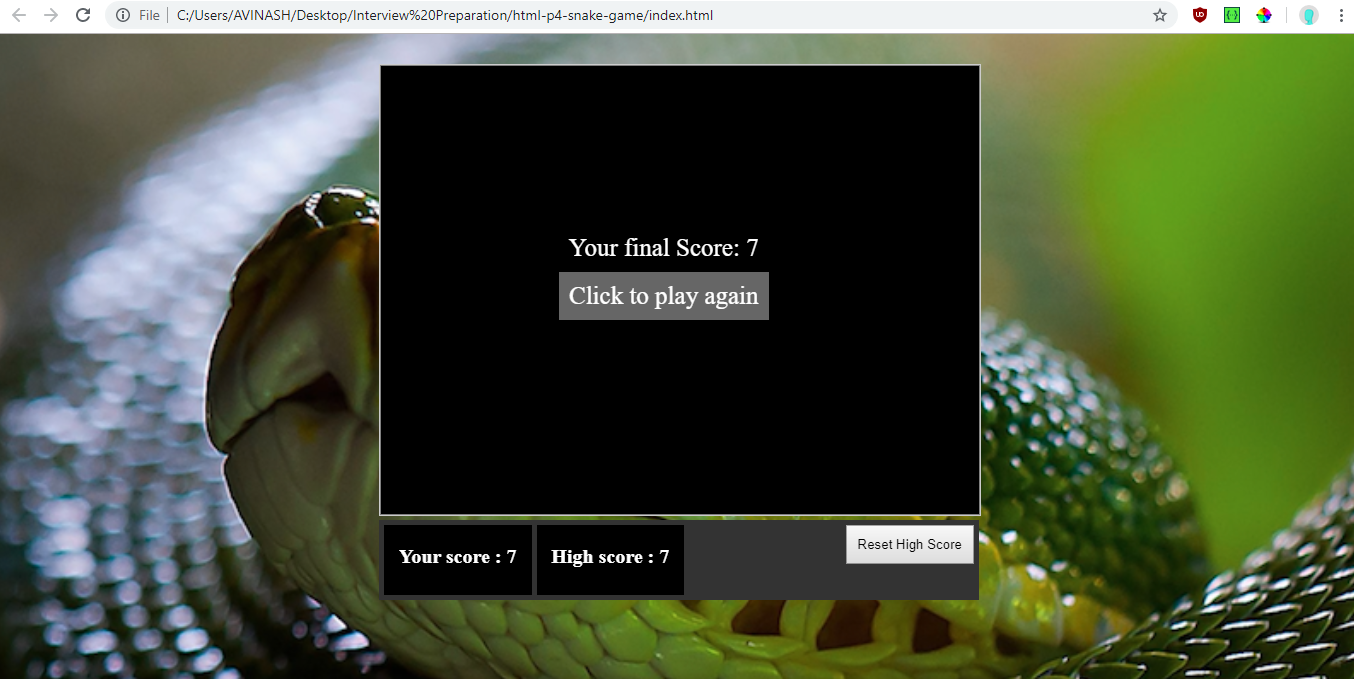 File
C:/Users/AVINASH/Desktop/Interview%20Preparation/html-p4-snake-game/index.html
Your final Score: 7
Click to play again
Your score : 7
High score : 7
Reset High Score